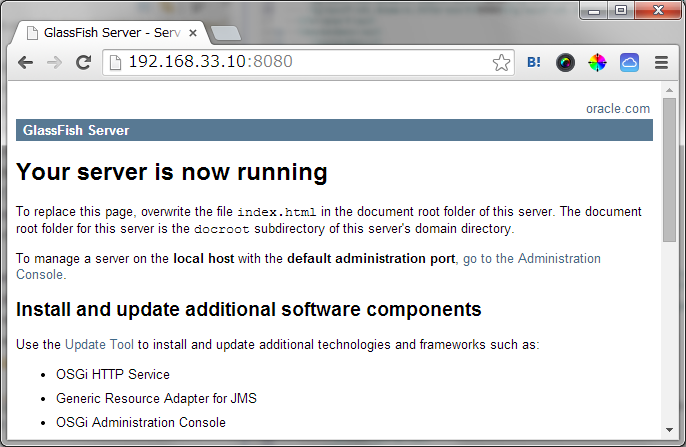 GlassFish Server - Serv
192.168.33.10:8080
B!
oracle.com
GlassFish Server
Your server is now running
To replace this page, overwrite the file index.html in the document root folder of this server. The document
root folder for this server is the docroot subdirectory of this server's domain directory.
To manage a server on the local host with the default administration port, go to the Administration
Console.
Install and update additional software components
Use the Update Tool to install and update additional technologies and frameworks such as:
• OSGi HTTP Service
• Generic Resource Adapter for JMS
• OSGi Administration Console